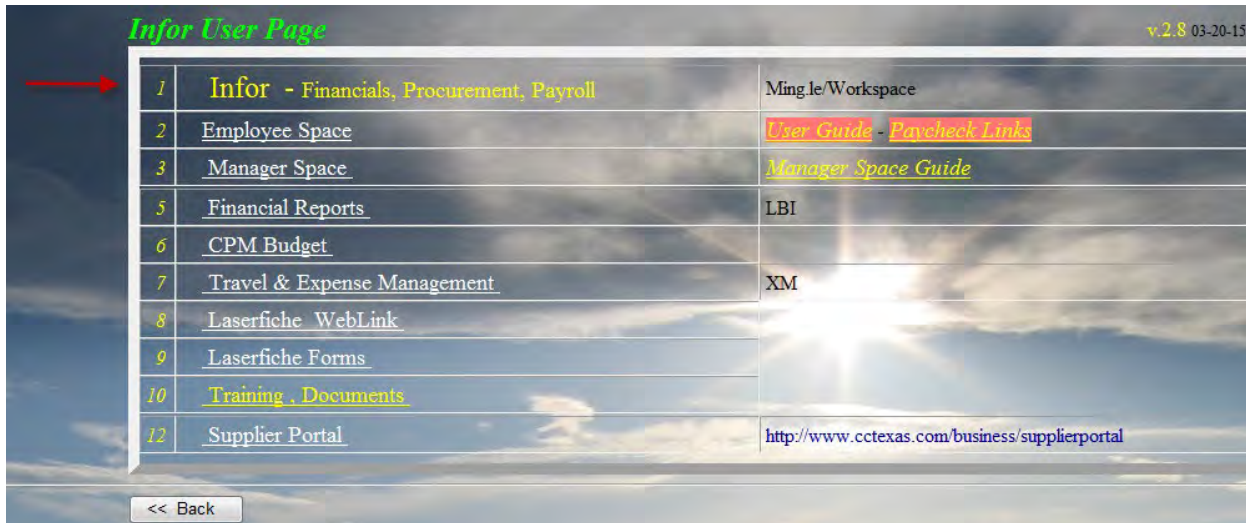 Infor User Page v.2.8 03-20-15
1 Infor - Financials, Procurement, Payroll Ming.le/Workspace
2 Employee Space User Guide - Paycheck Links
3 Manager Space Manager Space Guide
5 Financial Reports LBI
6 CPM Budget
7 Travel & Expense Management XM
8 Laserfiche WebLink
9 Laserfiche Forms
10 Training , Documents
12 Supplier Portal http://www.cctexas.com/business/supplierportal
<< Back